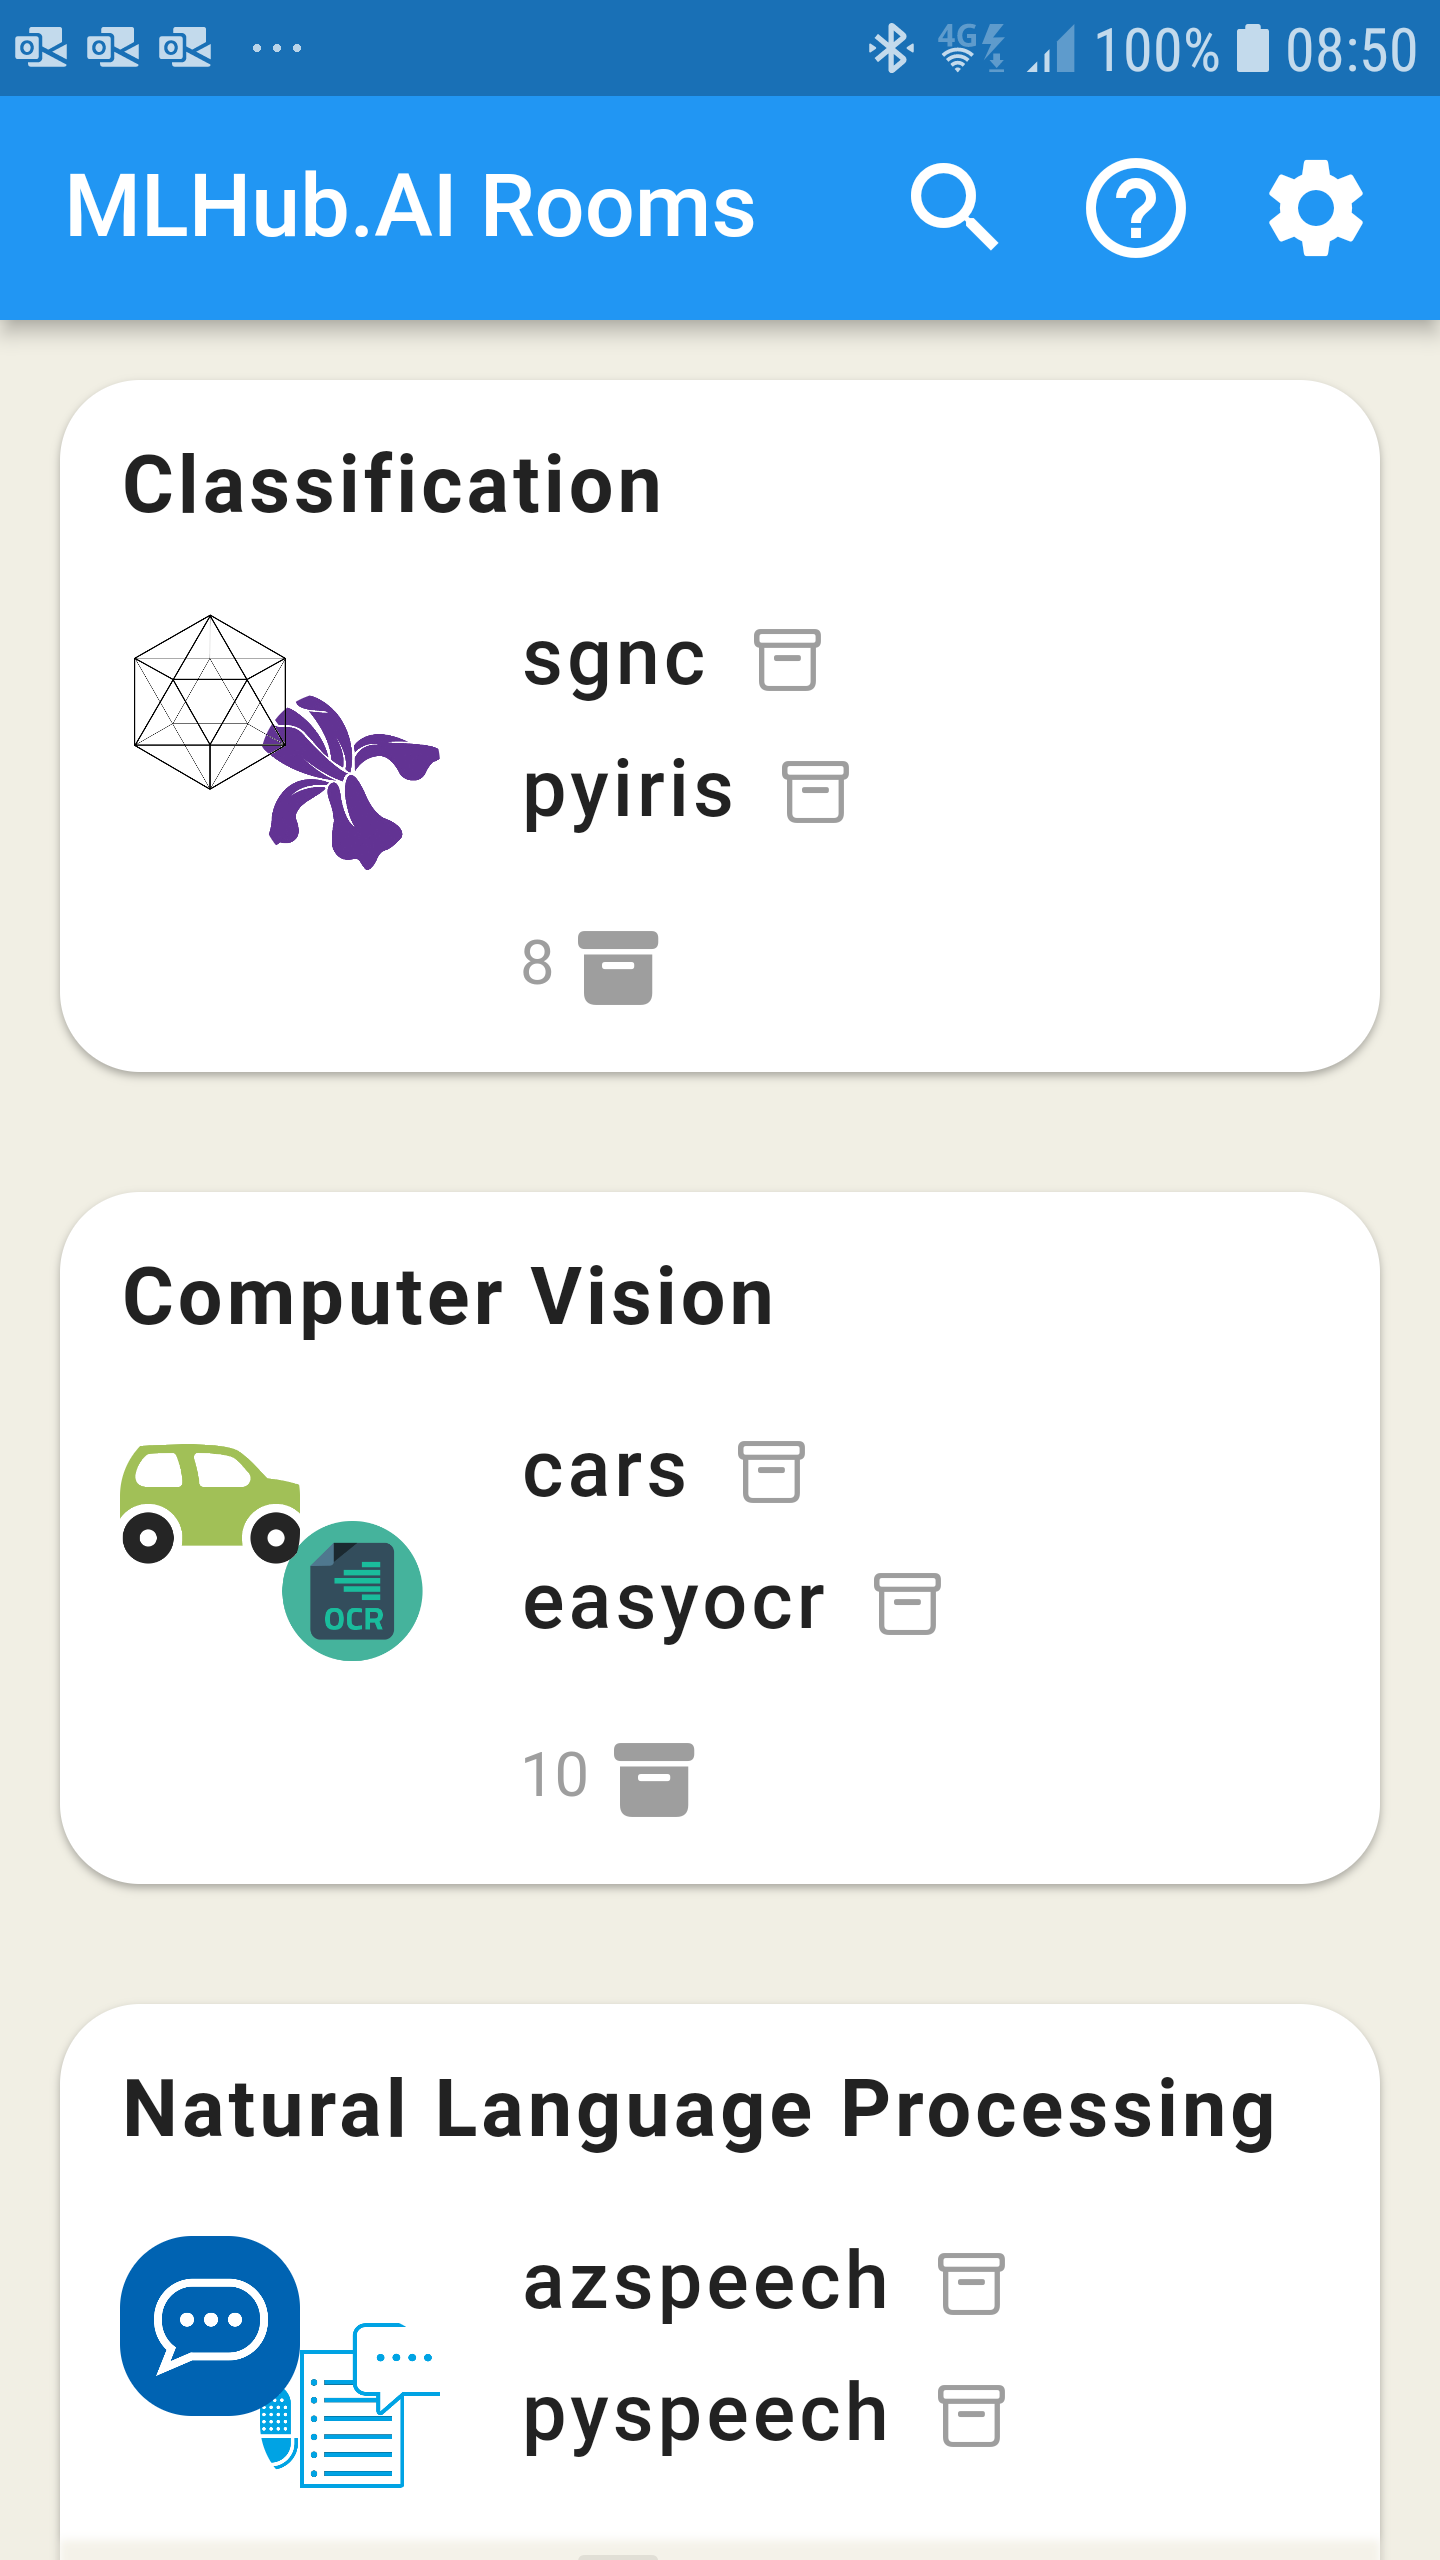 4G 100% 08:50
MLHub.AI Rooms
Classification
sgnc
pyiris
8
Computer Vision
cars
easyocr
OCR
10
Natural Language Processing
azspeech
pyspeech